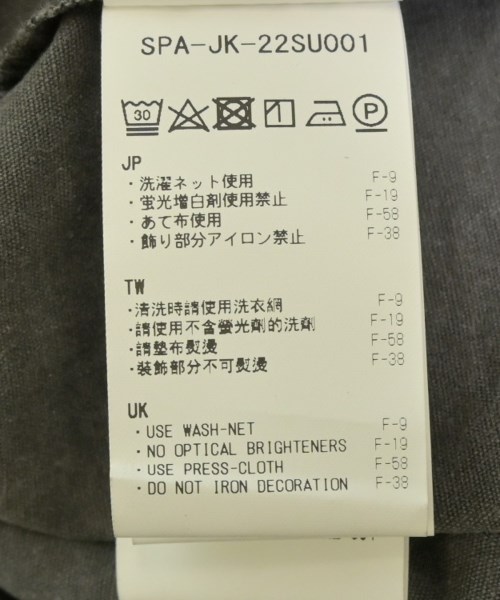 SPA-JK-22SU001
30 P
JP
・洗濯ネット使用 F-9
・蛍光増白剤使用禁止 F-19
・あて布使用 F-58
・飾り部分アイロン禁止 F-38
TW
・清洗時請使用洗衣網 F-9
・請使用不含螢光劑的洗剤 F-19
・請墊布熨燙 F-58
・装飾部分不可熨燙 F-38
UK
・USE WASH-NET F-9
・NO OPTICAL BRIGHTENERS F-19
・USE PRESS-CLOTH F-58
・DO NOT IRON DECORATION F-38